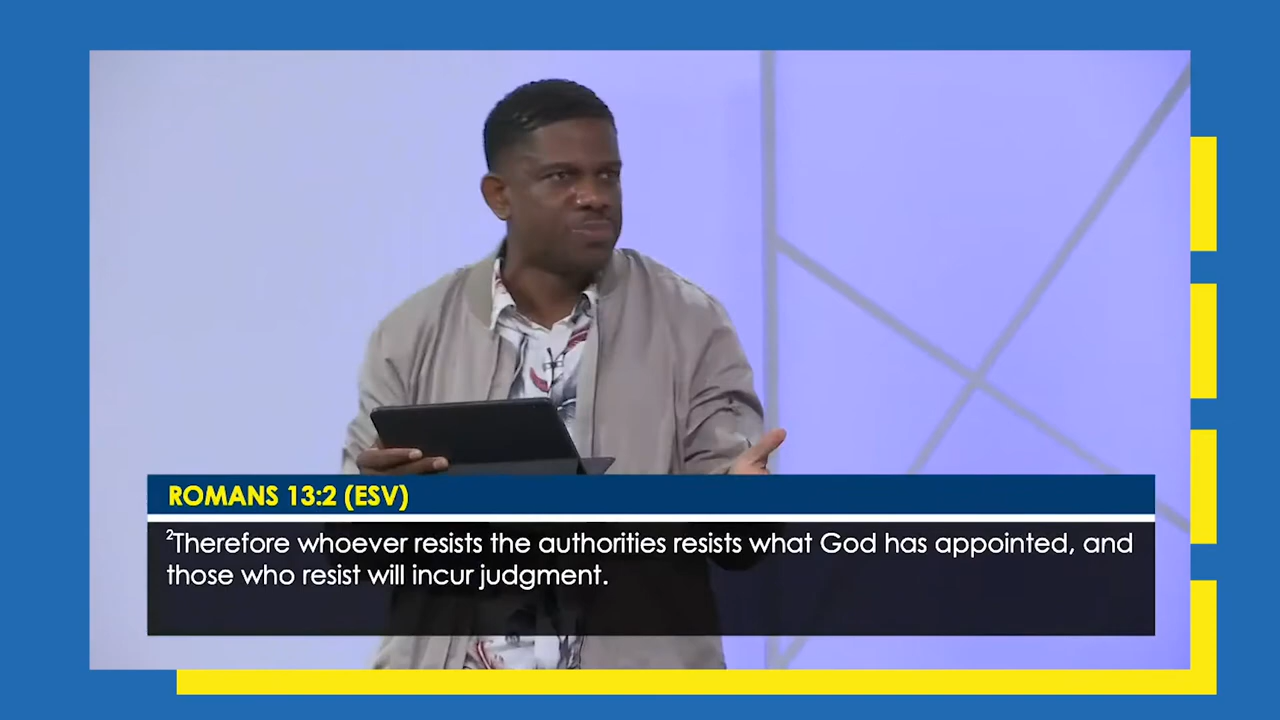 ROMANS 13:2 (ESV)
²Therefore whoever resists the authorities resists what God has appointed, and
those who resist will incur judgment.